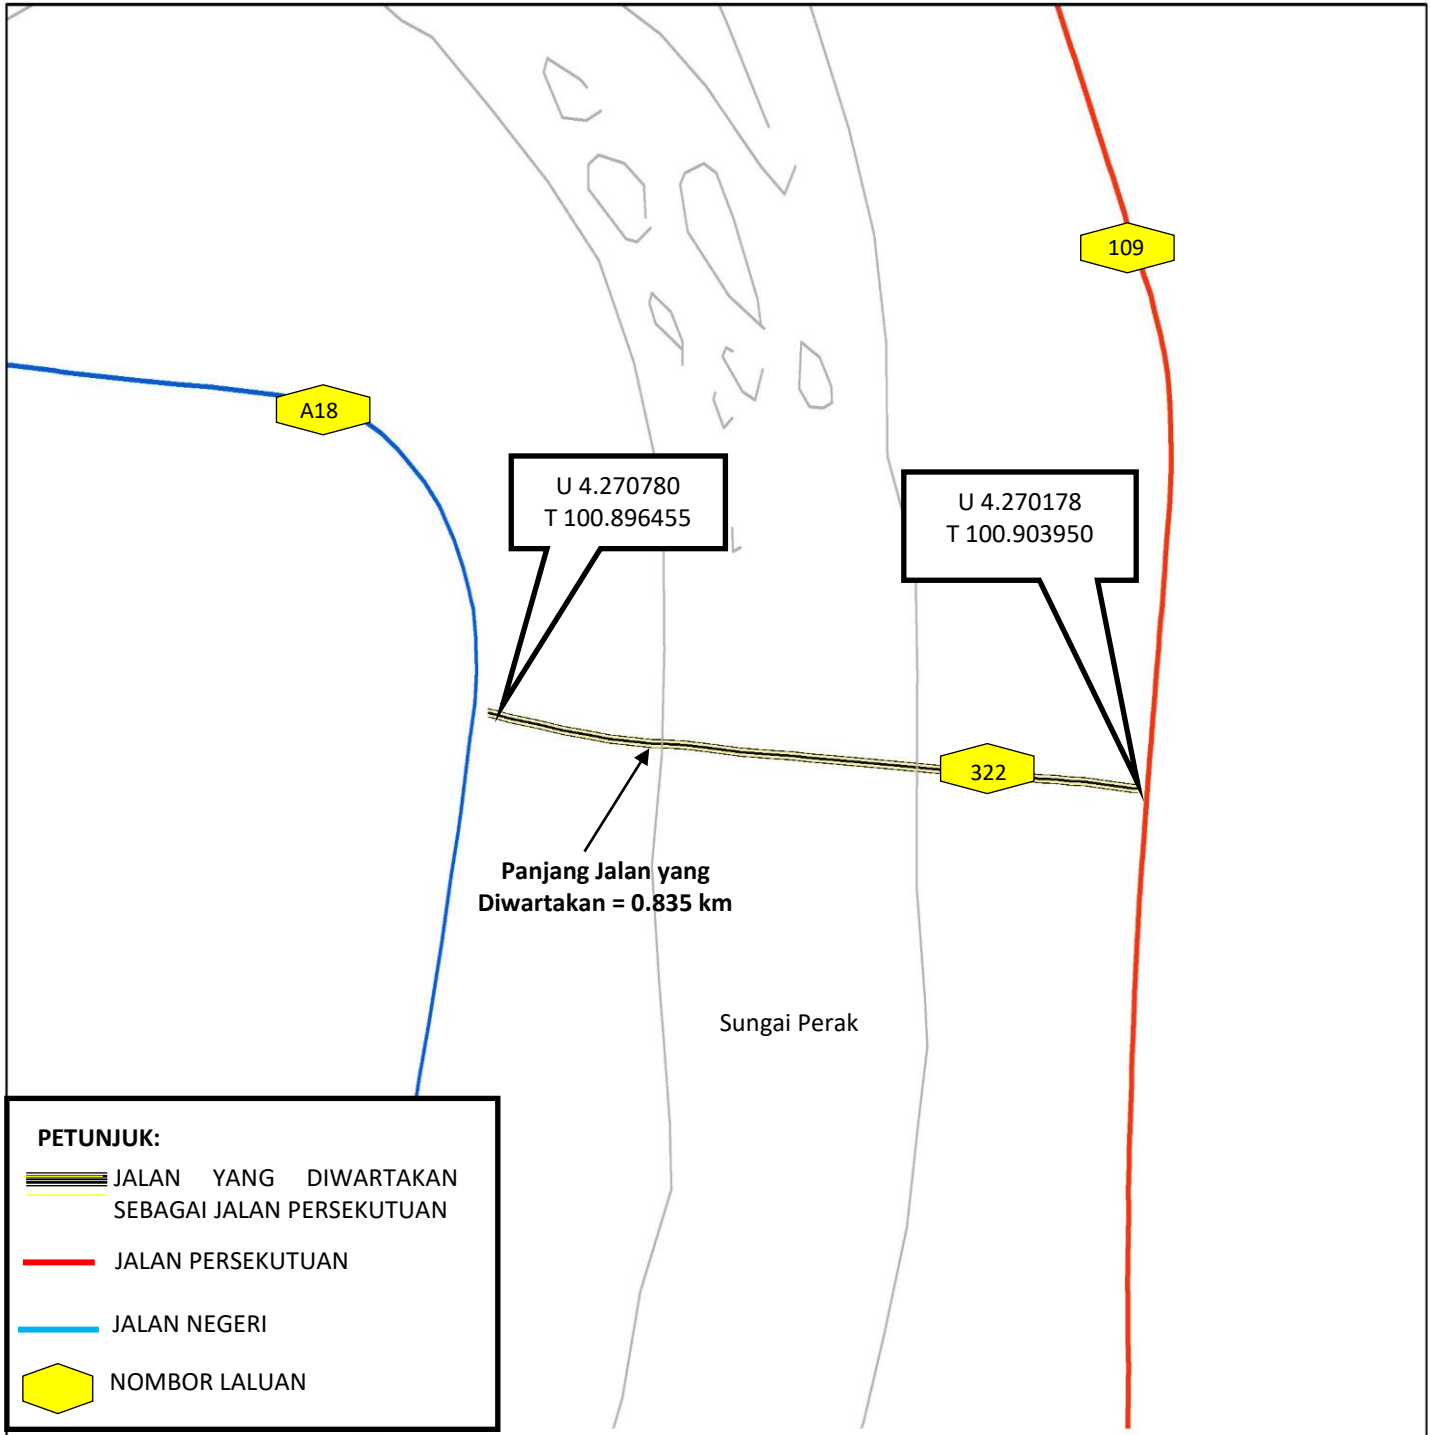 109
A18
U 4.270780
T 100.896455
U 4.270178
T 100.903950
322
Panjang Jalan yang
Diwartakan = 0.835 km
Sungai Perak
PETUNJUK:
JALAN YANG DIWARTAKAN
SEBAGAI JALAN PERSEKUTUAN
JALAN PERSEKUTUAN
JALAN NEGERI
NOMBOR LALUAN